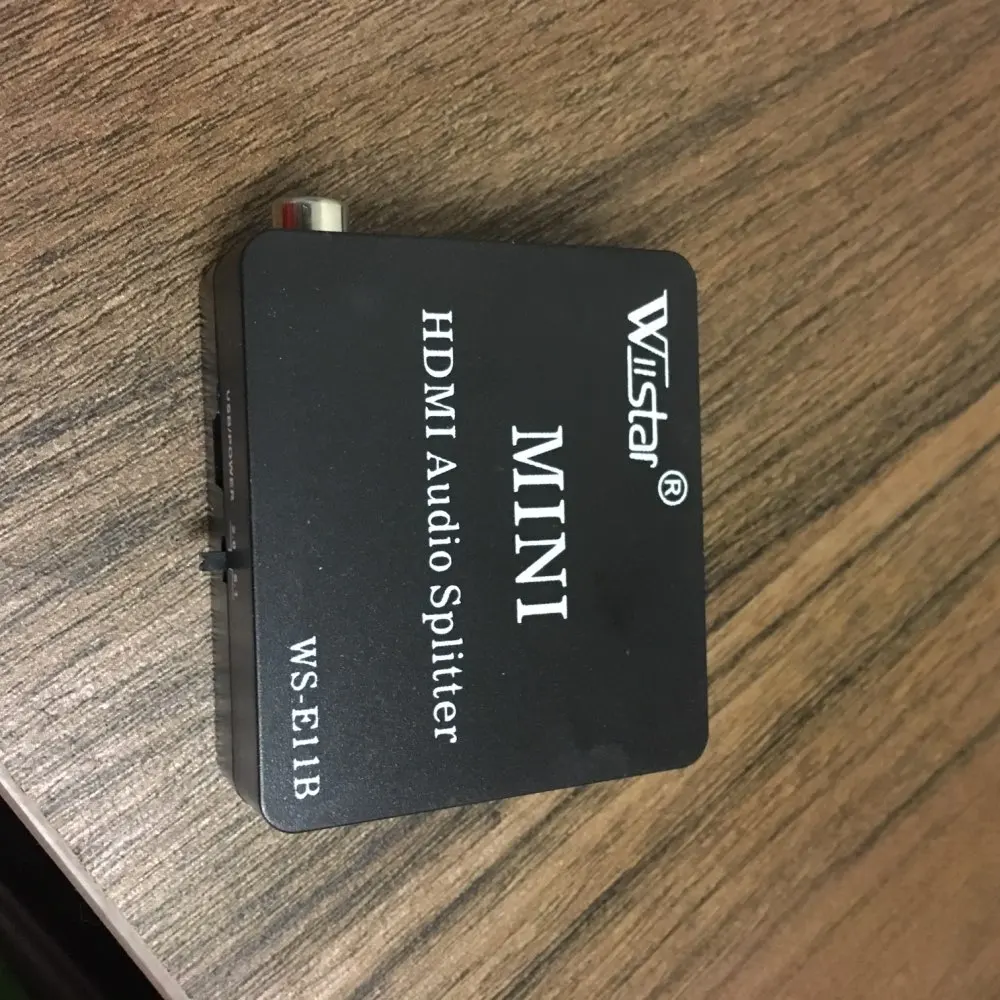 Wiistar®
MINI
HDMI Audio Splitter
WS-E11B
USB/POWER